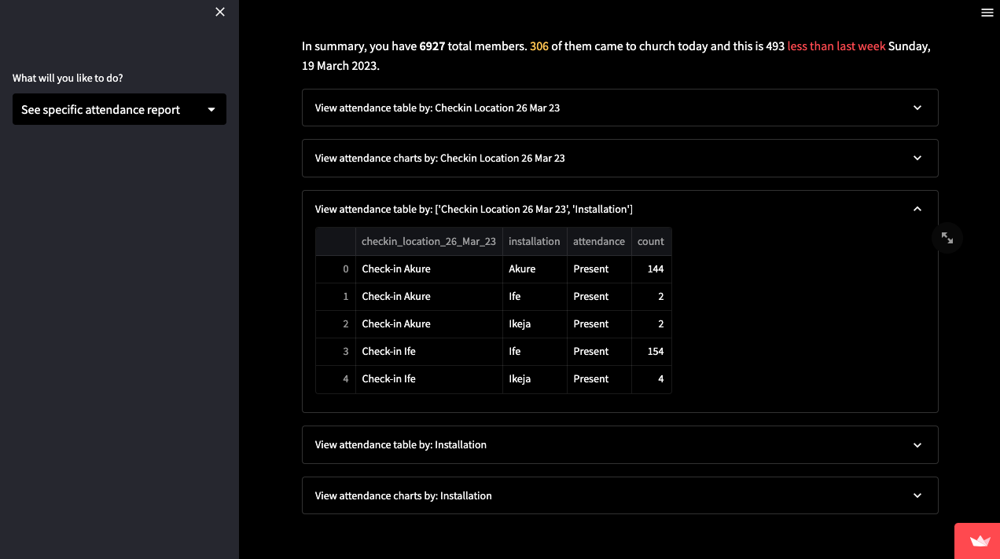 What will you like to do?
See specific attendance report
In summary, you have 6927 total members. 306 of them came to church today and this is 493 less than last week Sunday,
19 March 2023.
View attendance table by: Checkin Location 26 Mar 23
View attendance charts by: Checkin Location 26 Mar 23
View attendance table by: ['Checkin Location 26 Mar 23', 'Installation']
checkin_location_26_Mar_23 installation attendance count
0 Check-in Akure Akure Present 144
1 Check-in Akure Ife Present 2
2 Check-in Akure Ikeja Present 2
3 Check-in Ife Ife Present 154
4 Check-in Ife Ikeja Present 4
View attendance table by: Installation
View attendance charts by: Installation